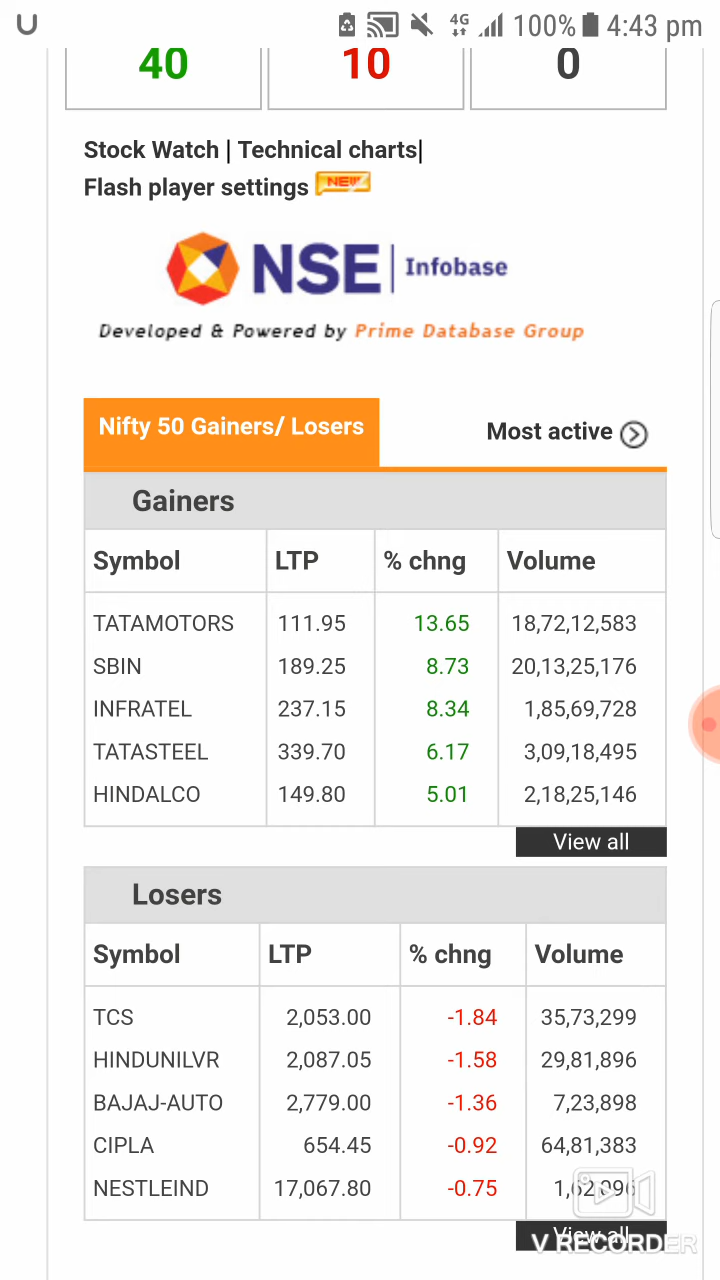 4G 100% 4:43 pm
40 10 0
Stock Watch | Technical charts|
Flash player settings NEW
NSE Infobase
Developed & Powered by Prime Database Group
Nifty 50 Gainers/ Losers Most active
Gainers
Symbol LTP % chng Volume
TATAMOTORS 111.95 13.65 18,72,12,583
SBIN 189.25 8.73 20,13,25,176
INFRATEL 237.15 8.34 1,85,69,728
TATASTEEL 339.70 6.17 3,09,18,495
HINDALCO 149.80 5.01 2,18,25,146
View all
Losers
Symbol LTP % chng Volume
TCS 2,053.00 -1.84 35,73,299
HINDUNILVR 2,087.05 -1.58 29,81,896
BAJAJ-AUTO 2,779.00 -1.36 7,23,898
CIPLA 654.45 -0.92 64,81,383
NESTLEIND 17,067.80 -0.75 1,62,096
View all
V RECORDER